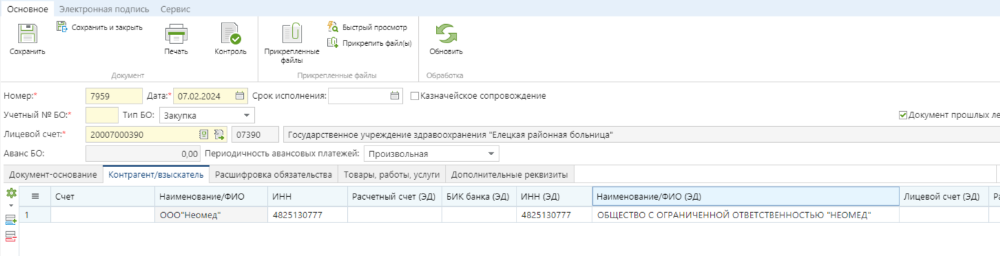 Основное Электронная подпись Сервис
Сохранить Сохранить и закрыть Печать Контроль Прикрепленные файлы Быстрый просмотр Прикрепить файл(ы) Обновить
Документ Прикрепленные файлы Обработка
Номер:* 7959 Дата:* 07.02.2024 Срок исполнения: Казначейское сопровождение
Учетный № БО:* Тип БО: Закупка Документ прошлых ле
Лицевой счет:* 20007000390 07390 Государственное учреждение здравоохранения "Елецкая районная больница"
Аванс БО: 0,00 Периодичность авансовых платежей: Произвольная
Документ-основание Контрагент/взыскатель Расшифровка обязательства Товары, работы, услуги Дополнительные реквизиты
Счет Наименование/ФИО ИНН Расчетный счет (ЭД) БИК банка (ЭД) ИНН (ЭД) Наименование/ФИО (ЭД) Лицевой счет (ЭД) Ра
1 ООО"Неомед" 4825130777 4825130777 ОБЩЕСТВО С ОГРАНИЧЕННОЙ ОТВЕТСТВЕННОСТЬЮ "НЕОМЕД"